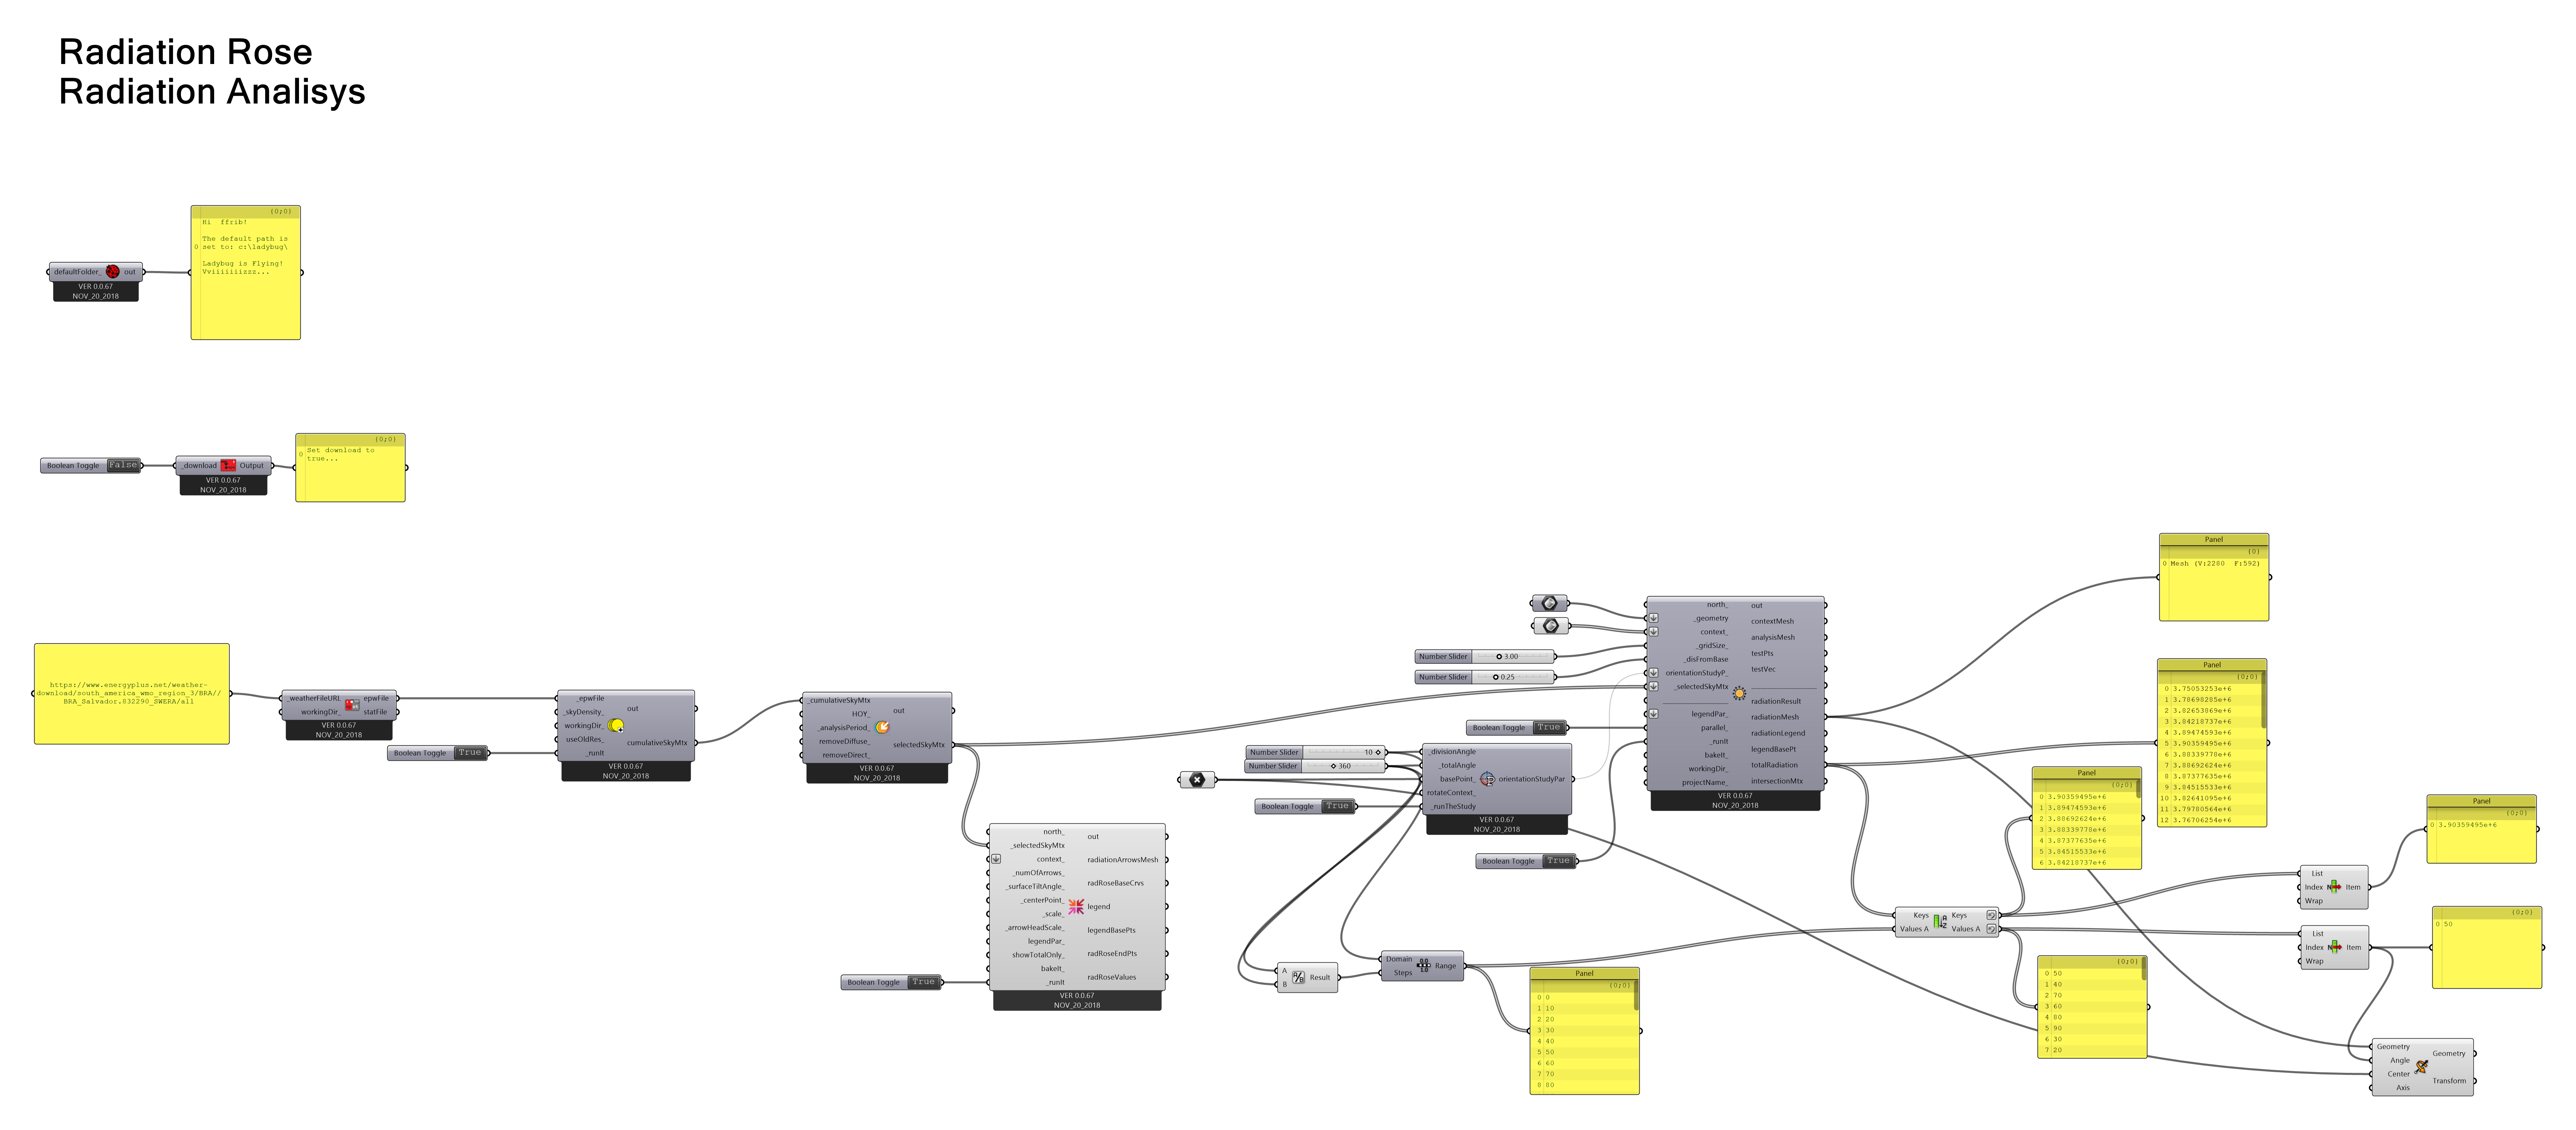 Radiation Rose
Radiation Analisys
{0;0}
Hi ffrib!
The default path is
0 set to: c:\ladybug\
Ladybug is Flying!
Vviiiiiiizzz...
defaultFolder_ out
VER 0.0.67
NOV_20_2018
{0;0}
0 Set download to
true...
Boolean Toggle False
_download Output
VER 0.0.67
NOV_20_2018
https://www.energyplus.net/weather-
download/south_america_wmo_region_3/BRA//
BRA_Salvador.832290_SWERA/all
_weatherFileURL epwFile
workingDir_ statFile
VER 0.0.67
NOV_20_2018
Boolean Toggle True
_epwFile
_skyDensity_
workingDir_
useOldRes_
_runIt
out
cumulativeSkyMtx
VER 0.0.67
NOV_20_2018
_cumulativeSkyMtx
HOY_
_analysisPeriod_
removeDiffuse_
removeDirect_
out
selectedSkyMtx
VER 0.0.67
NOV_20_2018
north_
_selectedSkyMtx
context_
_numOfArrows_
_surfaceTiltAngle_
_centerPoint_
_scale_
_arrowHeadScale_
legendPar_
showTotalOnly_
bakeIt_
_runIt
out
radiationArrowsMesh
radRoseBaseCrvs
legend
legendBasePts
radRoseEndPts
radRoseValues
VER 0.0.67
NOV_20_2018
Boolean Toggle True
Number Slider 3.00
Number Slider 0.25
Boolean Toggle True
Number Slider 10
Number Slider 360
Boolean Toggle True
_divisionAngle
_totalAngle
basePoint_
rotateContext_
_runTheStudy
orientationStudyPar
VER 0.0.67
NOV_20_2018
Boolean Toggle True
north_
_geometry
context_
_gridSize_
_disFromBase
orientationStudyP_
_selectedSkyMtx
legendPar_
parallel_
_runIt
bakeIt_
workingDir_
projectName_
out
contextMesh
analysisMesh
testPts
testVec
radiationResult
radiationMesh
radiationLegend
legendBasePt
totalRadiation
intersectionMtx
VER 0.0.67
NOV_20_2018
A
B
A/B
Result
Domain
Steps
0.0
1.0
Range
Panel
{0;0}
0 0
1 10
2 20
3 30
4 40
5 50
6 60
7 70
8 80
Keys Keys
Values A Values A
Panel
{0}
0 Mesh (V:2280 F:592)
Panel
{0;0}
0 3.75053253e+6
1 3.78698285e+6
2 3.82653869e+6
3 3.84218737e+6
4 3.89474593e+6
5 3.90359495e+6
6 3.88339778e+6
7 3.88692624e+6
8 3.87377635e+6
9 3.84515533e+6
10 3.82641095e+6
11 3.79780564e+6
12 3.76706254e+6
Panel
{0;0}
0 3.90359495e+6
1 3.89474593e+6
2 3.88692624e+6
3 3.88339778e+6
4 3.87377635e+6
5 3.84515533e+6
6 3.84218737e+6
Panel
{0;0}
0 3.90359495e+6
List
Index Item
Wrap
{0;0}
0 50
List
Index Item
Wrap
{0;0}
0 50
1 40
2 70
3 60
4 80
5 90
6 30
7 20
Geometry
Angle
Center
Axis
Geometry
Transform